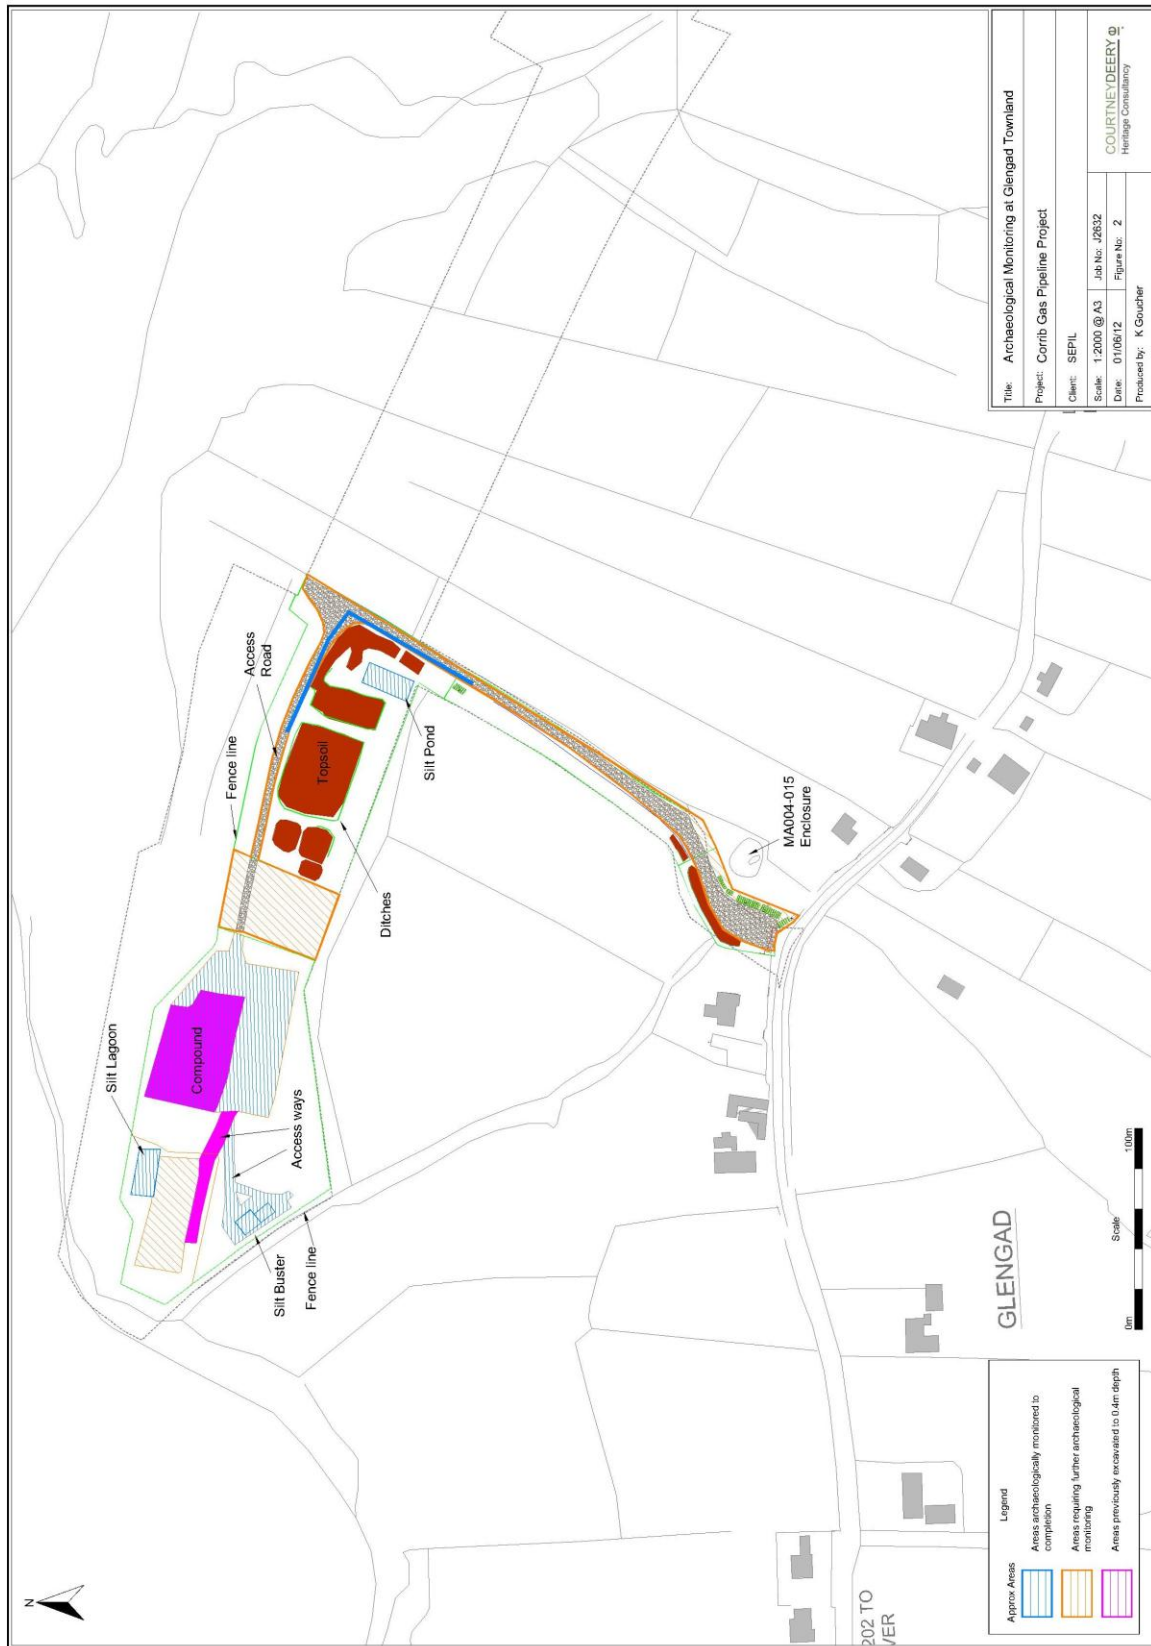 Title: Archaeological Monitoring at Glengad Townland
Project: Corrib Gas Pipeline Project
Client: SEPIL
Scale: 1:2000 @ A3
Job No: J2632
Date: 01/06/12
Figure No: 2
Produced by: K Goucher
COURTNEYDEERY
Heritage Consultancy
N
Silt Lagoon
Fence line
Access
Road
Compound
Topsoil
Access ways
Silt Buster
Fence line
Ditches
Silt Pond
MA004-015
Enclosure
GLENGAD
202 TO
VER
Legend
Approx Areas
Areas archaeologically monitored to
completion
Areas requiring further archaeological
monitoring
Areas previously excavated to 0.4m depth
Scale
0m
100m